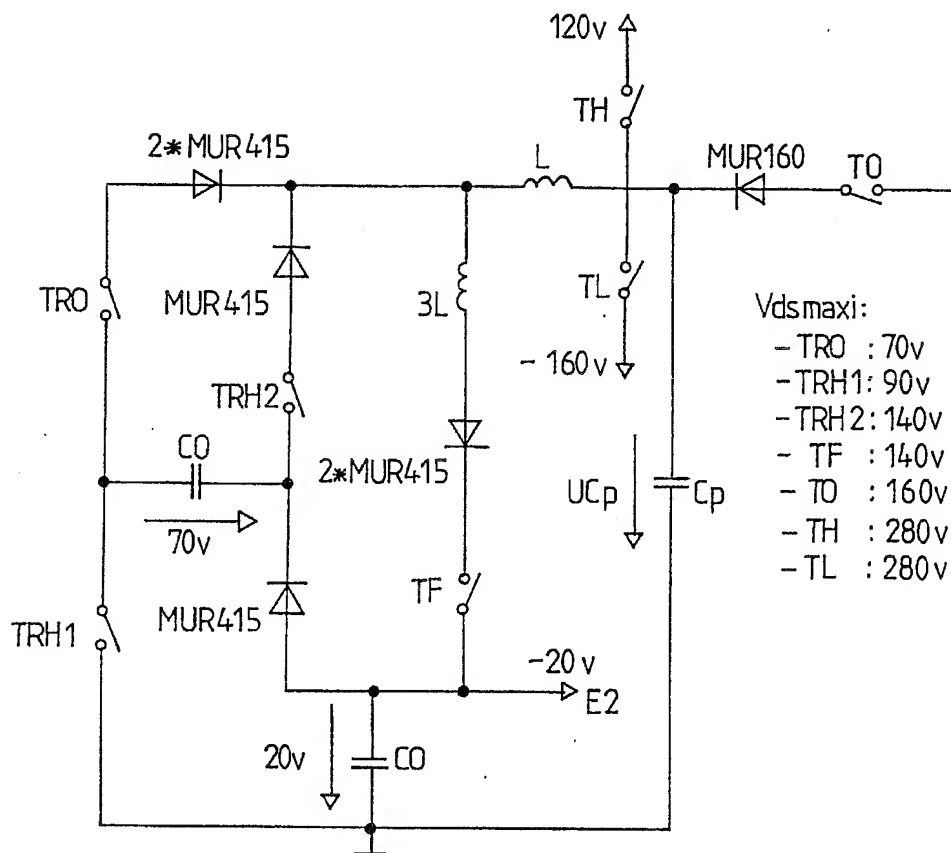 120v
TH
2*MUR415
L
MUR160
TO
TRO
MUR415
3L
TL
-160v
Vdsmaxi:
-TRO : 70v
-TRH1: 90v
-TRH2: 140v
- TF : 140v
- TO : 160v
- TH : 280v
- TL : 280v
TRH2
CO
70v
2*MUR415
UCp
Cp
TF
TRH1
MUR415
-20v
E2
20v
CO